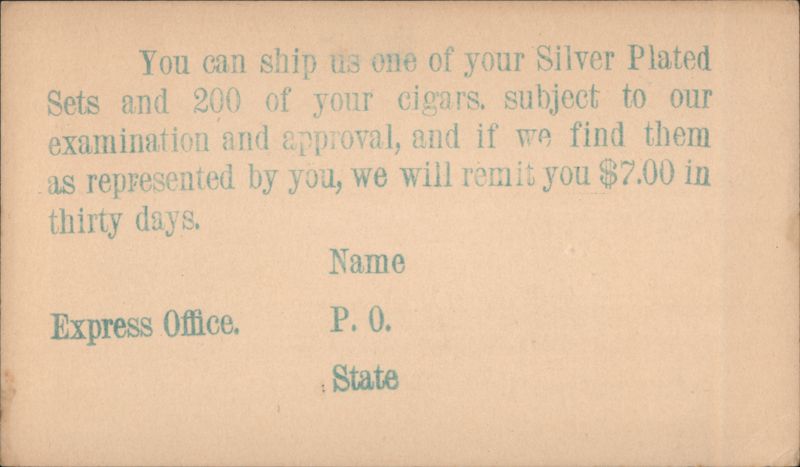 You can ship us one of your Silver Plated
Sets and 200 of your cigars. subject to our
examination and approval, and if we find them
as represented by you, we will remit you $7.00 in
thirty days.
Name
Express Office. P. O.
State